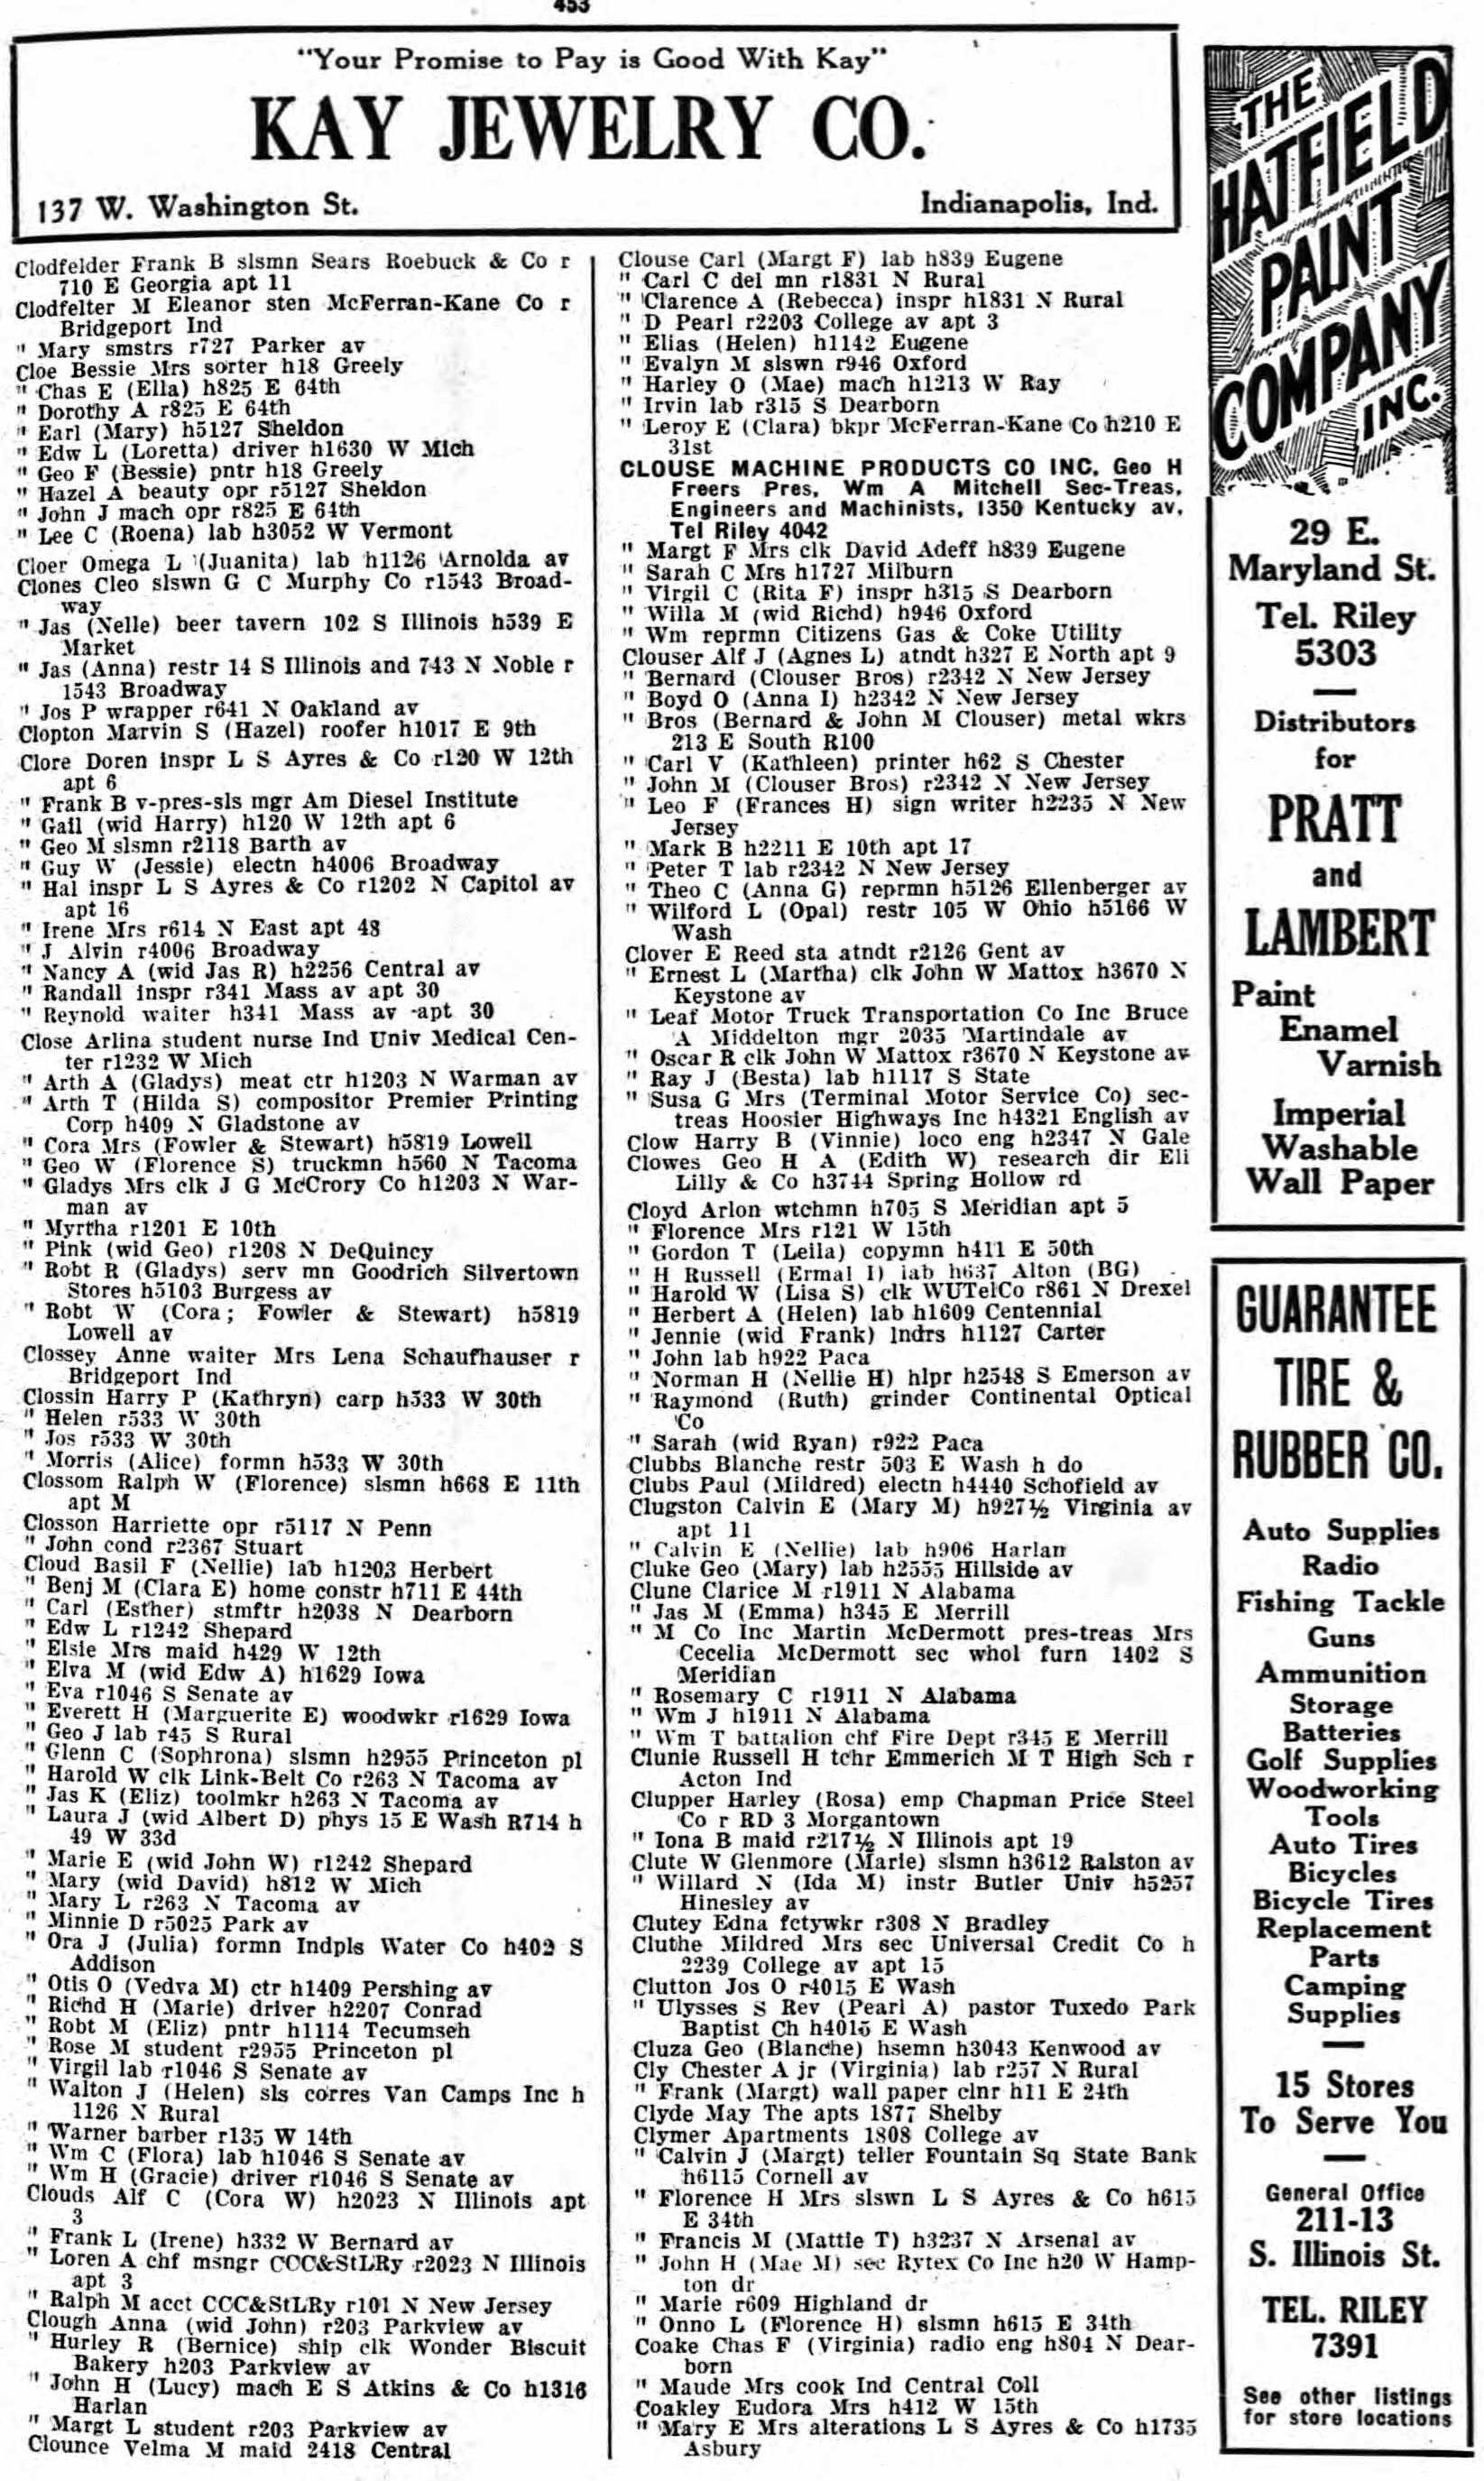 453
"Your Promise to Pay is Good With Kay"
KAY JEWELRY CO.
137 W. Washington St. Indianapolis, Ind.
Clodfelder Frank B slsmn Sears Roebuck & Co r
710 E Georgia apt 11
Clodfelter M Eleanor sten McFerran-Kane Co r
Bridgeport Ind
" Mary smstrs r727 Parker av
Cloe Bessie Mrs sorter h18 Greely
" Chas E (Ella) h825 E 64th
" Dorothy A r825 E 64th
" Earl (Mary) h5127 Sheldon
" Edw L (Loretta) driver h1630 W Mich
" Geo F (Bessie) pntr h18 Greely
" Hazel A beauty opr r5127 Sheldon
" John J mach opr r825 E 64th
" Lee C (Roena) lab h3052 W Vermont
Cloer Omega L (Juanita) lab h1126 Arnolda av
Clones Cleo slswn G C Murphy Co r1543 Broad-
way
" Jas (Nelle) beer tavern 102 S Illinois h539 E
Market
" Jas (Anna) restr 14 S Illinois and 743 N Noble r
1543 Broadway
" Jos P wrapper r641 N Oakland av
Clopton Marvin S (Hazel) roofer h1017 E 9th
Clore Doren inspr L S Ayres & Co r120 W 12th
apt 6
" Frank B v-pres-sls mgr Am Diesel Institute
" Gail (wid Harry) h120 W 12th apt 6
" Geo M slsmn r2118 Barth av
" Guy W (Jessie) electn h4006 Broadway
" Hal inspr L S Ayres & Co r1202 N Capitol av
apt 16
" Irene Mrs r614 N East apt 48
" J Alvin r4006 Broadway
" Nancy A (wid Jas R) h2256 Central av
" Randall inspr r341 Mass av apt 30
" Reynold waiter h341 Mass av apt 30
Close Arlina student nurse Ind Univ Medical Cen-
ter r1232 W Mich
" Arth A (Gladys) meat ctr h1203 N Warman av
" Arth T (Hilda S) compositor Premier Printing
Corp h409 N Gladstone av
" Cora Mrs (Fowler & Stewart) h5819 Lowell
" Geo W (Florence S) truckmn h560 N Tacoma
" Gladys Mrs clk J G McCrory Co h1203 N War-
man av
" Myrtha r1201 E 10th
" Pink (wid Geo) r1208 N DeQuincy
" Robt R (Gladys) serv mn Goodrich Silvertown
Stores h5103 Burgess av
" Robt W (Cora; Fowler & Stewart) h5819
Lowell av
Clossey Anne waiter Mrs Lena Schaufhauser r
Bridgeport Ind
Clossin Harry P (Kathryn) carp h533 W 30th
" Helen r533 W 30th
" Jos r533 W 30th
" Morris (Alice) formn h533 W 30th
Clossom Ralph W (Florence) slsmn h668 E 11th
apt M
Closson Harriette opr r5117 N Penn
" John cond r2367 Stuart
Cloud Basil F (Nellie) lab h1203 Herbert
" Benj M (Clara E) home constr h711 E 44th
" Carl (Esther) stmftr h2038 N Dearborn
" Edw L r1242 Shepard
" Elsie Mrs maid h429 W 12th
" Elva M (wid Edw A) h1629 Iowa
" Eva r1046 S Senate av
" Everett H (Marguerite E) woodwkr r1629 Iowa
" Geo J lab r45 S Rural
" Glenn C (Sophrona) slsmn h2955 Princeton pl
" Harold W clk Link-Belt Co r263 N Tacoma av
" Jas K (Eliz) toolmkr h263 N Tacoma av
" Laura J (wid Albert D) phys 15 E Wash R714 h
49 W 33d
" Marie E (wid John W) r1242 Shepard
" Mary (wid David) h812 W Mich
" Mary L r263 N Tacoma av
" Minnie D r5025 Park av
" Ora J (Julia) formn Indpls Water Co h402 S
Addison
" Otis O (Vedva M) ctr h1409 Pershing av
" Richd H (Marie) driver h2207 Conrad
" Robt M (Eliz) pntr h1114 Tecumseh
" Rose M student r2955 Princeton pl
" Virgil lab r1046 S Senate av
" Walton J (Helen) sls corres Van Camps Inc h
1126 N Rural
" Warner barber r135 W 14th
" Wm C (Flora) lab h1046 S Senate av
" Wm H (Gracie) driver r1046 S Senate av
Clouds Alf C (Cora W) h2023 N Illinois apt
3
" Frank L (Irene) h332 W Bernard av
" Loren A chf msngr CCC&StLRy r2023 N Illinois
apt 3
" Ralph M acct CCC&StLRy r101 N New Jersey
Clough Anna (wid John) r203 Parkview av
" Hurley R (Bernice) ship clk Wonder Biscuit
Bakery h203 Parkview av
" John H (Lucy) mach E S Atkins & Co h1316
Harlan
" Margt L student r203 Parkview av
Clounce Velma M maid 2418 Central
Clouse Carl (Margt F) lab h839 Eugene
" Carl C del mn r1831 N Rural
" Clarence A (Rebecca) inspr h1831 N Rural
" D Pearl r2203 College av apt 3
" Elias (Helen) h1142 Eugene
" Evalyn M slswn r946 Oxford
" Harley O (Mae) mach h1213 W Ray
" Irvin lab r315 S Dearborn
" Leroy E (Clara) bkpr McFerran-Kane Co h210 E
31st
CLOUSE MACHINE PRODUCTS CO INC, Geo H
Freers Pres, Wm A Mitchell Sec-Treas,
Engineers and Machinists, 1350 Kentucky av,
Tel Riley 4042
" Margt F Mrs clk David Adeff h839 Eugene
" Sarah C Mrs h1727 Milburn
" Virgil C (Rita F) inspr h315 S Dearborn
" Willa M (wid Richd) h946 Oxford
" Wm reprmn Citizens Gas & Coke Utility
Clouser Alf J (Agnes L) atndt h327 E North apt 9
" Bernard (Clouser Bros) r2342 N New Jersey
" Boyd O (Anna I) h2342 N New Jersey
" Bros (Bernard & John M Clouser) metal wkrs
213 E South R100
" Carl V (Kathleen) printer h62 S Chester
" John M (Clouser Bros) r2342 N New Jersey
" Leo F (Frances H) sign writer h2235 N New
Jersey
" Mark B h2211 E 10th apt 17
" Peter T lab r2342 N New Jersey
" Theo C (Anna G) reprmn h5126 Ellenberger av
" Wilford L (Opal) restr 105 W Ohio h5166 W
Wash
Clover E Reed sta atndt r2126 Gent av
" Ernest L (Martha) clk John W Mattox h3670 N
Keystone av
" Leaf Motor Truck Transportation Co Inc Bruce
A Middelton mgr 2035 Martindale av
" Oscar R clk John W Mattox r3670 N Keystone av
" Ray J (Besta) lab h1117 S State
" Susa G Mrs (Terminal Motor Service Co) sec-
treas Hoosier Highways Inc h4321 English av
Clow Harry B (Vinnie) loco eng h2347 N Gale
Clowes Geo H A (Edith W) research dir Eli
Lilly & Co h3744 Spring Hollow rd
Cloyd Arlon wtchmn h705 S Meridian apt 5
" Florence Mrs r121 W 15th
" Gordon T (Leila) copymn h411 E 50th
" H Russell (Ermal I) lab h637 Alton (BG)
" Harold W (Lisa S) clk WUTelCo r861 N Drexel
" Herbert A (Helen) lab h1609 Centennial
" Jennie (wid Frank) lndrs h1127 Carter
" John lab h922 Paca
" Norman H (Nellie H) hlpr h2548 S Emerson av
" Raymond (Ruth) grinder Continental Optical
Co
" Sarah (wid Ryan) r922 Paca
Clubbs Blanche restr 503 E Wash h do
Clubs Paul (Mildred) electn h4440 Schofield av
Clugston Calvin E (Mary M) h927½ Virginia av
apt 11
" Calvin E (Nellie) lab h906 Harlan
Cluke Geo (Mary) lab h2555 Hillside av
Clune Clarice M r1911 N Alabama
" Jas M (Emma) h345 E Merrill
" M Co Inc Martin McDermott pres-treas Mrs
Cecelia McDermott sec whol furn 1402 S
Meridian
" Rosemary C r1911 N Alabama
" Wm J h1911 N Alabama
" Wm T battalion chf Fire Dept r345 E Merrill
Clunie Russell H tchr Emmerich M T High Sch r
Acton Ind
Clupper Harley (Rosa) emp Chapman Price Steel
Co r RD 3 Morgantown
" Iona B maid r217½ N Illinois apt 19
Clute W Glenmore (Marie) slsmn h3612 Ralston av
" Willard N (Ida M) instr Butler Univ h5257
Hinesley av
Clutey Edna fctywkr r308 N Bradley
Cluthe Mildred Mrs sec Universal Credit Co h
2239 College av apt 15
Clutton Jos O r4015 E Wash
" Ulysses S Rev (Pearl A) pastor Tuxedo Park
Baptist Ch h4015 E Wash
Cluza Geo (Blanche) hsemn h3043 Kenwood av
Cly Chester A jr (Virginia) lab r257 N Rural
" Frank (Margt) wall paper clnr h11 E 24th
Clyde May The apts 1877 Shelby
Clymer Apartments 1808 College av
" Calvin J (Margt) teller Fountain Sq State Bank
h6115 Cornell av
" Florence H Mrs slswn L S Ayres & Co h615
E 34th
" Francis M (Mattie T) h3237 N Arsenal av
" John H (Mae M) sec Rytex Co Inc h20 W Hamp-
ton dr
" Marie r609 Highland dr
" Onno L (Florence H) slsmn h615 E 34th
Coake Chas F (Virginia) radio eng h804 N Dear-
born
" Maude Mrs cook Ind Central Coll
Coakley Eudora Mrs h412 W 15th
" Mary E Mrs alterations L S Ayres & Co h1735
Asbury
THE
HATFIELD
PAINT
COMPANY
INC.
29 E.
Maryland St.
Tel. Riley
5303
Distributors
for
PRATT
and
LAMBERT
Paint
Enamel
Varnish
Imperial
Washable
Wall Paper
GUARANTEE
TIRE &
RUBBER CO.
Auto Supplies
Radio
Fishing Tackle
Guns
Ammunition
Storage
Batteries
Golf Supplies
Woodworking
Tools
Auto Tires
Bicycles
Bicycle Tires
Replacement
Parts
Camping
Supplies
15 Stores
To Serve You
General Office
211-13
S. Illinois St.
TEL. RILEY
7391
See other listings
for store locations